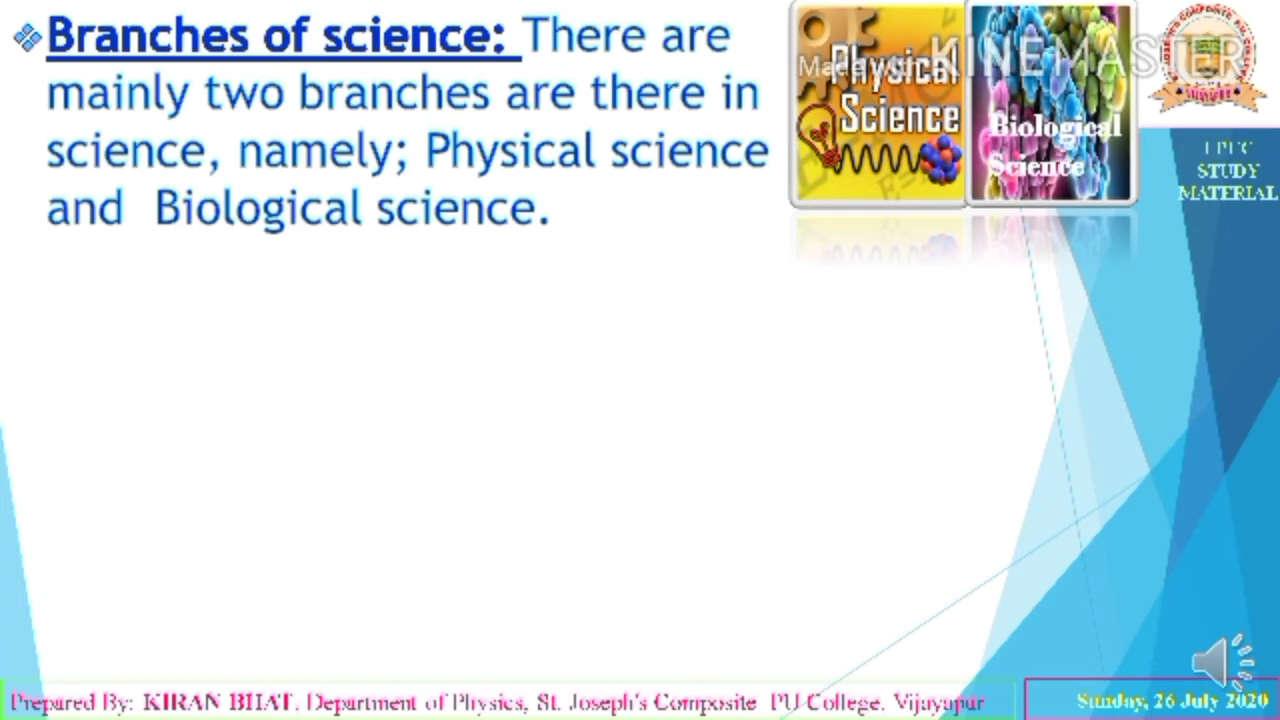 Branches of science: There are
mainly two branches are there in
science, namely; Physical science
and Biological science.
Physical
Science
Biological
Science
KINEMASTER
STUDY
MATERIAL
Prepared By: KIRAN BHAT, Department of Physics, St. Joseph's Composite PU College, Vijayapur
Sunday, 26 July 2020